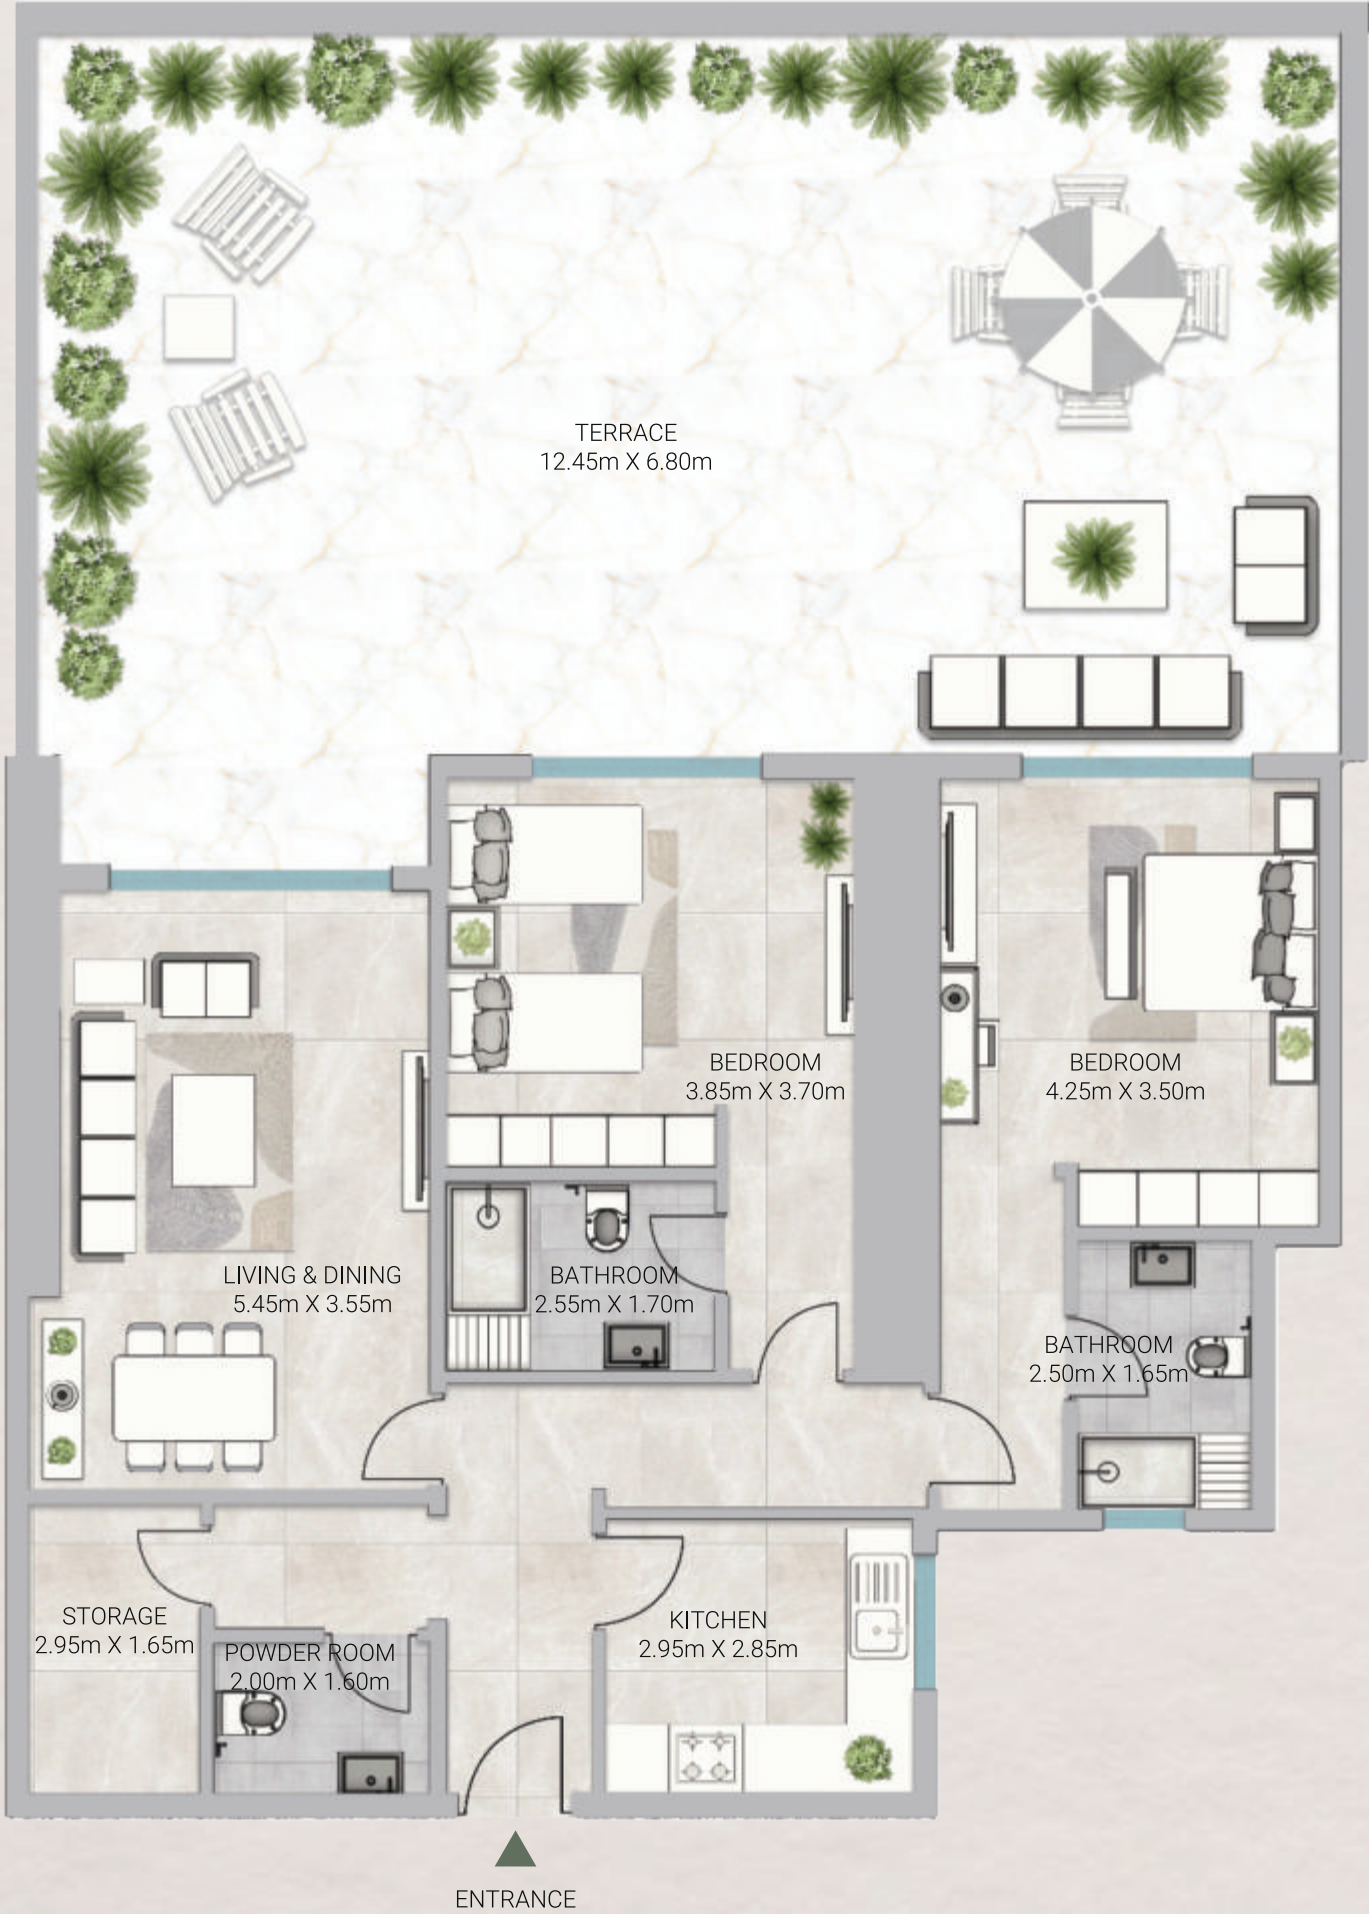 TERRACE
12.45m X 6.80m
BEDROOM
3.85m X 3.70m
BEDROOM
4.25m X 3.50m
LIVING & DINING
5.45m X 3.55m
BATHROOM
2.55m X 1.70m
BATHROOM
2.50m X 1.65m
STORAGE
2.95m X 1.65m
POWDER ROOM
2.00m X 1.60m
KITCHEN
2.95m X 2.85m
ENTRANCE